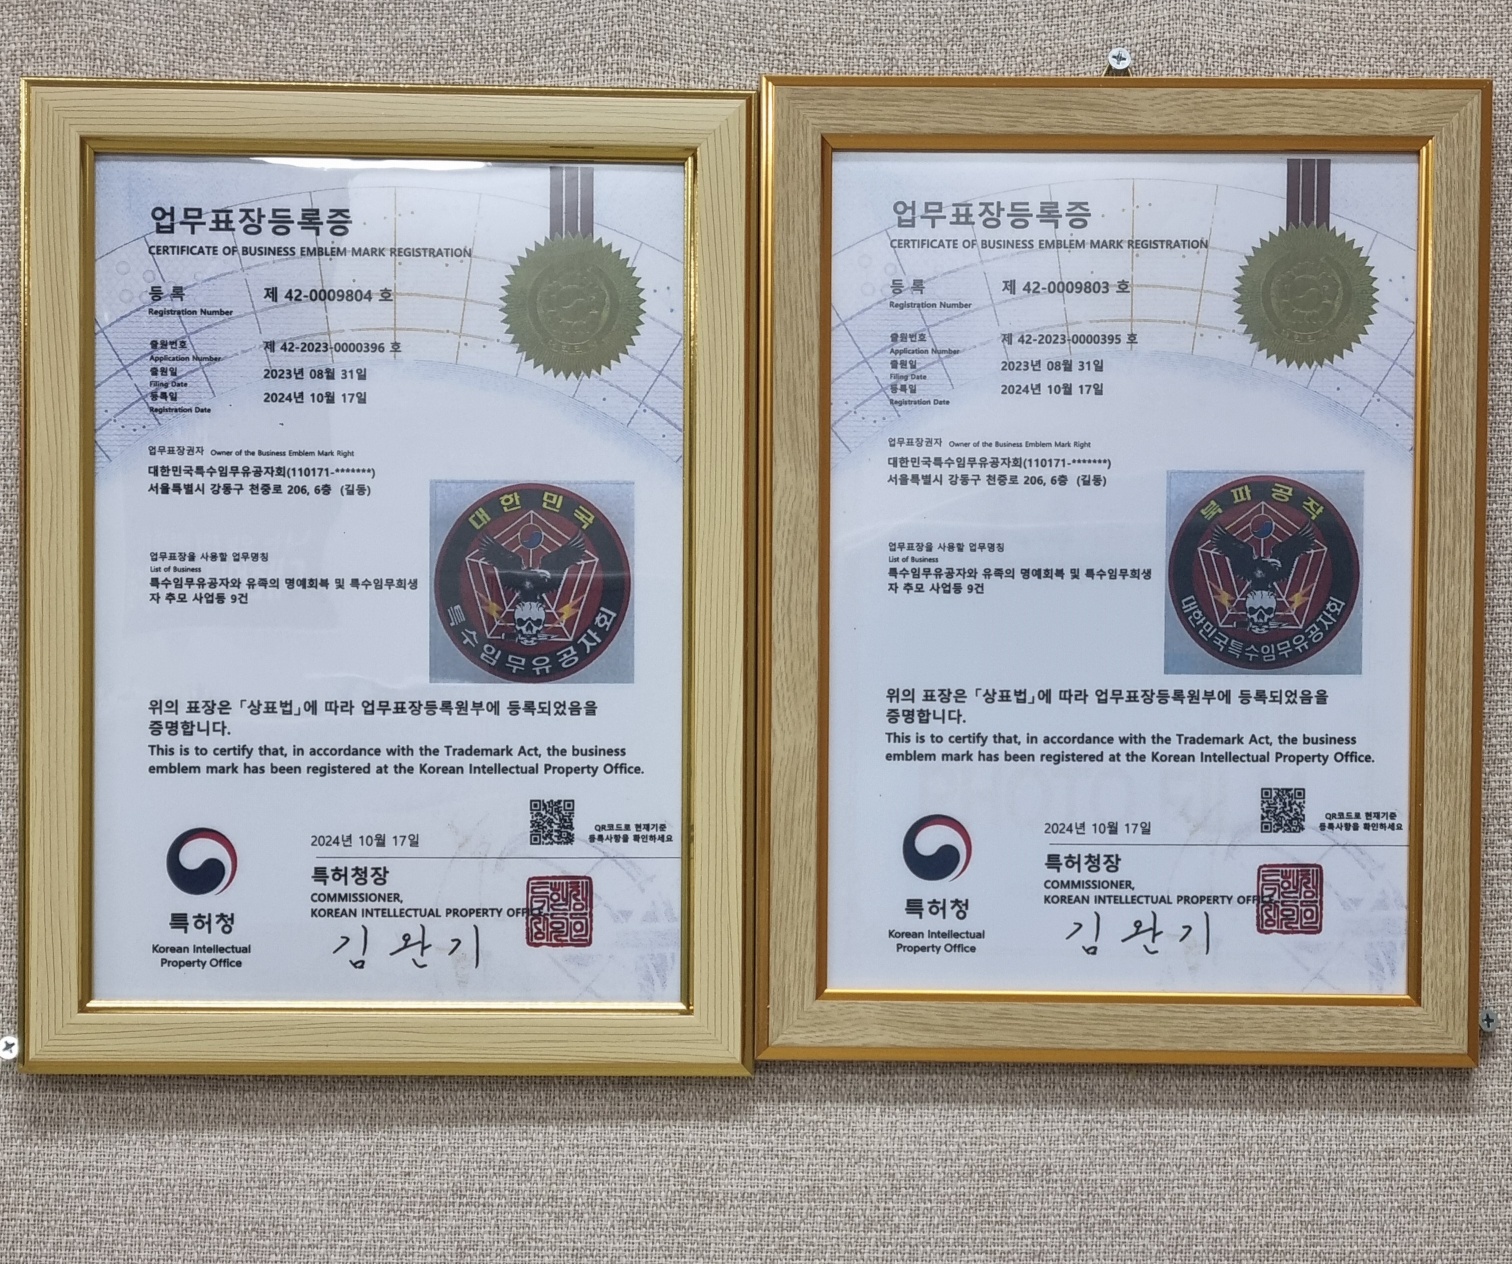 업무표장등록증
CERTIFICATE OF BUSINESS EMBLEM MARK REGISTRATION
등 록 제 42-0009804 호
Registration Number
출원번호 제 42-2023-0000396 호
Application Number
출원일 2023년 08월 31일
Filing Date
등록일 2024년 10월 17일
Registration Date
업무표장권자 Owner of the Business Emblem Mark Right
대한민국특수임무유공자회(110171-*******)
서울특별시 강동구 천중로 206, 6층 (길동)
대한민국
특수임무유공자회
업무표장을 사용할 업무명칭
List of Business
특수임무유공자와 유족의 명예회복 및 특수임무희생
자 추모 사업등 9건
위의 표장은 「상표법」에 따라 업무표장등록원부에 등록되었음을
증명합니다.
This is to certify that, in accordance with the Trademark Act, the business
emblem mark has been registered at the Korean Intellectual Property Office.
QR코드로 현재기준
등록사항을 확인하세요
2024년 10월 17일
특허청장
COMMISSIONER,
KOREAN INTELLECTUAL PROPERTY OFFICE
김완기
특허청
Korean Intellectual
Property Office
업무표장등록증
CERTIFICATE OF BUSINESS EMBLEM MARK REGISTRATION
등 록 제 42-0009803 호
Registration Number
출원번호 제 42-2023-0000395 호
Application Number
출원일 2023년 08월 31일
Filing Date
등록일 2024년 10월 17일
Registration Date
업무표장권자 Owner of the Business Emblem Mark Right
대한민국특수임무유공자회(110171-*******)
서울특별시 강동구 천중로 206, 6층 (길동)
북파공작
대한민국특수임무유공자회
업무표장을 사용할 업무명칭
List of Business
특수임무유공자와 유족의 명예회복 및 특수임무희생
자 추모 사업등 9건
위의 표장은 「상표법」에 따라 업무표장등록원부에 등록되었음을
증명합니다.
This is to certify that, in accordance with the Trademark Act, the business
emblem mark has been registered at the Korean Intellectual Property Office.
QR코드로 현재기준
등록사항을 확인하세요
2024년 10월 17일
특허청장
COMMISSIONER,
KOREAN INTELLECTUAL PROPERTY OFFICE
김완기
특허청
Korean Intellectual
Property Office